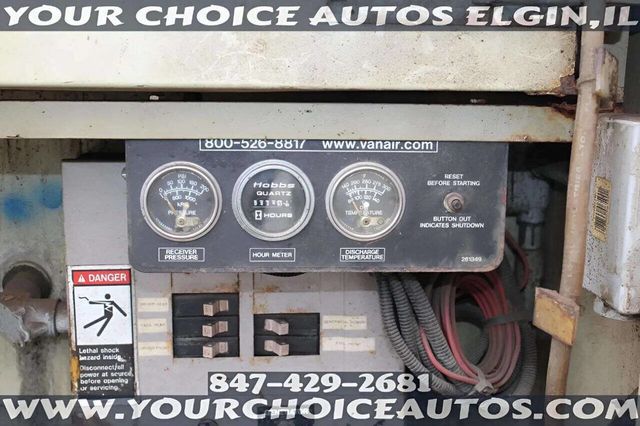 YOUR CHOICE AUTOS ELGIN,IL
800-526-8817 www.vanair.com
PSI
PRESSURE
Hobbs
QUARTZ
HOURS
°F
TEMPERATURE
RESET
BEFORE STARTING
BUTTON OUT
INDICATES SHUTDOWN
RECEIVER
PRESSURE
HOUR METER
DISCHARGE
TEMPERATURE
261349
DANGER
Lethal shock
hazard inside.
Disconnect/all
power at source
before opening
or servicing.
847-429-2681
WWW.YOURCHOICEAUTOS.COM